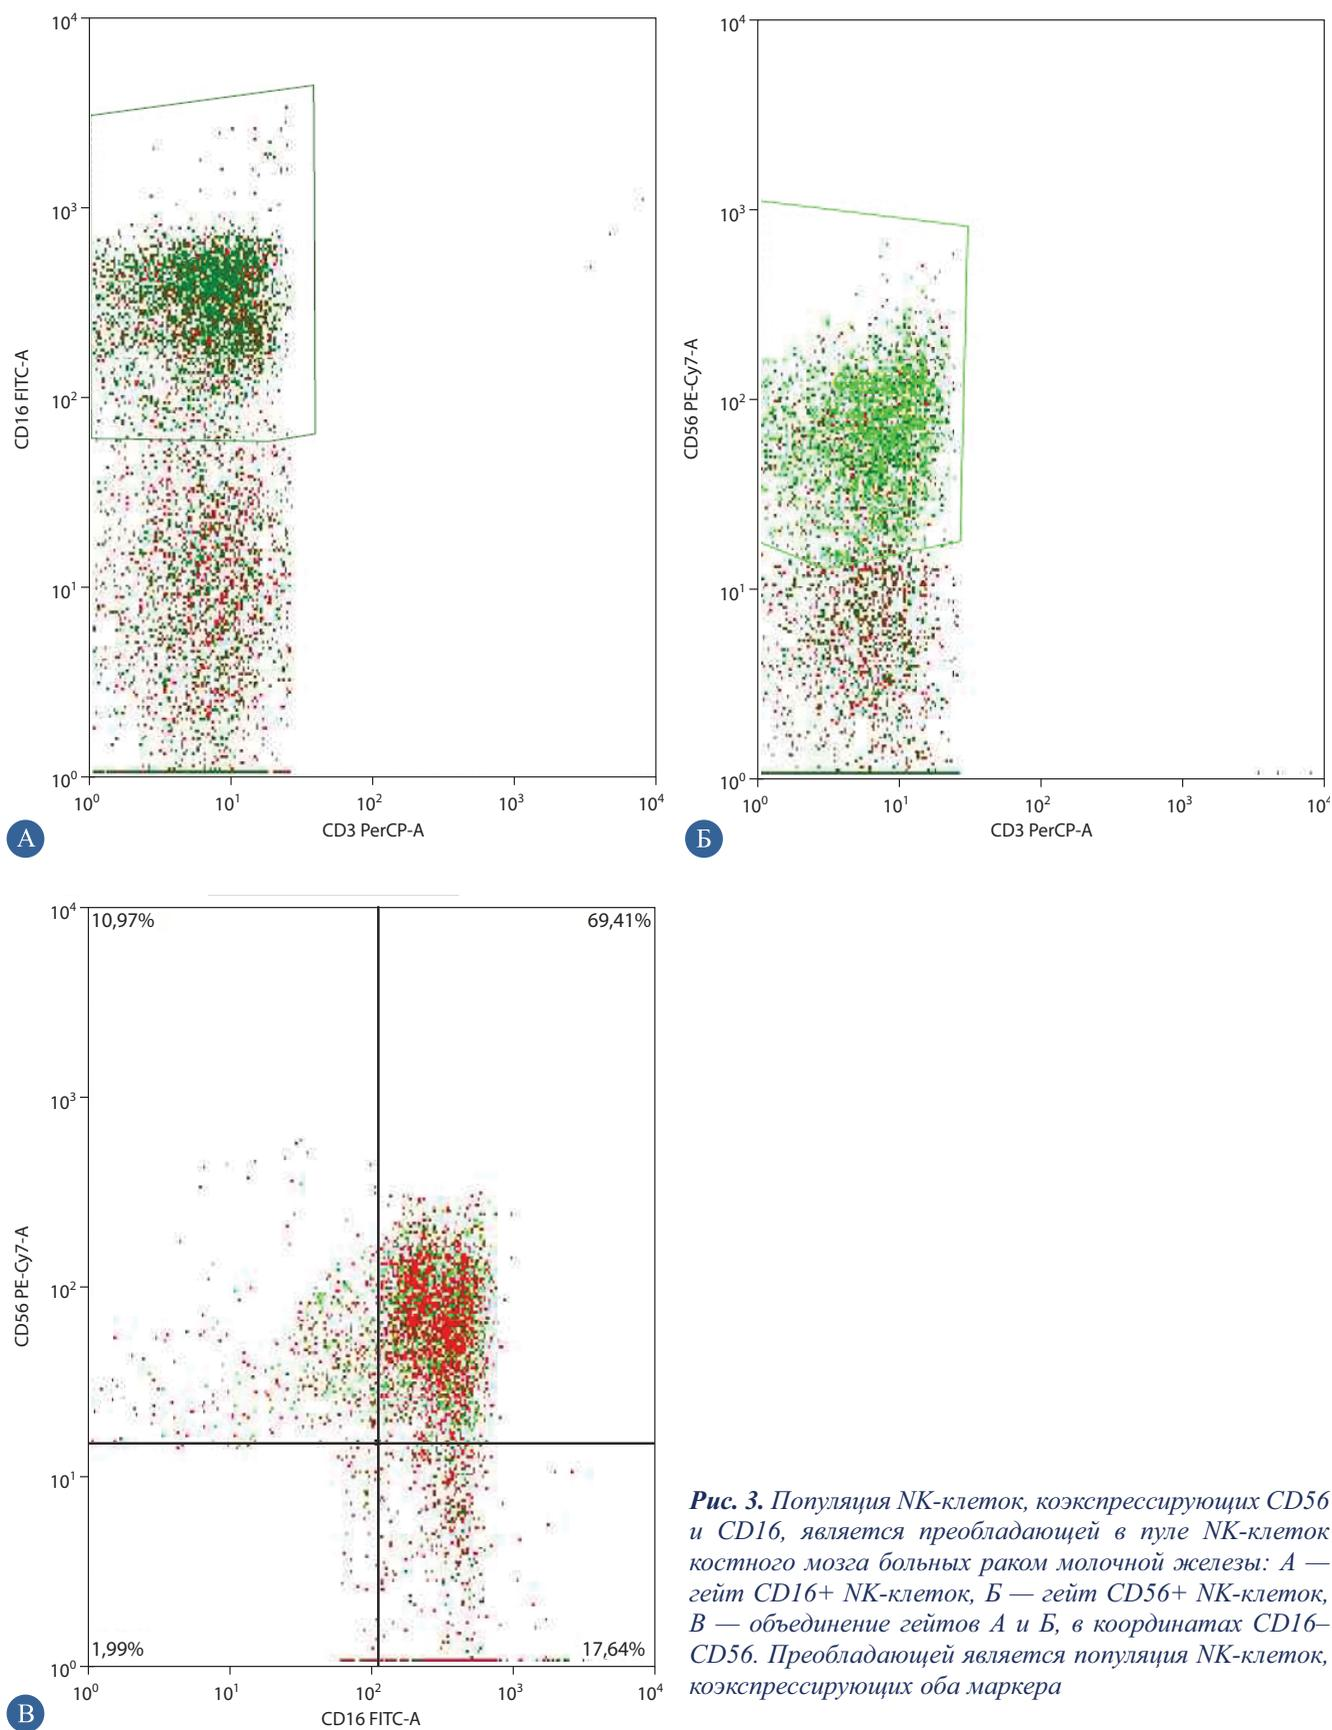 10⁴
10³
10²
10¹
10⁰
CD16 FITC-A
10⁰ 10¹ 10² 10³ 10⁴
CD3 PerCP-A
А
10⁴
10³
10²
10¹
10⁰
CD56 PE-Cy7-A
10⁰ 10¹ 10² 10³ 10⁴
CD3 PerCP-A
Б
10⁴
10³
10²
10¹
10⁰
CD56 PE-Cy7-A
10,97% 69,41%
1,99% 17,64%
10⁰ 10¹ 10² 10³ 10⁴
CD16 FITC-A
В
Рис. 3. Популяция NK-клеток, коэкспрессирующих CD56
и CD16, является преобладающей в пуле NK-клеток
костного мозга больных раком молочной железы: А —
гейт CD16+ NK-клеток, Б — гейт CD56+ NK-клеток,
В — объединение гейтов А и Б, в координатах CD16–
CD56. Преобладающей является популяция NK-клеток,
коэкспрессирующих оба маркера